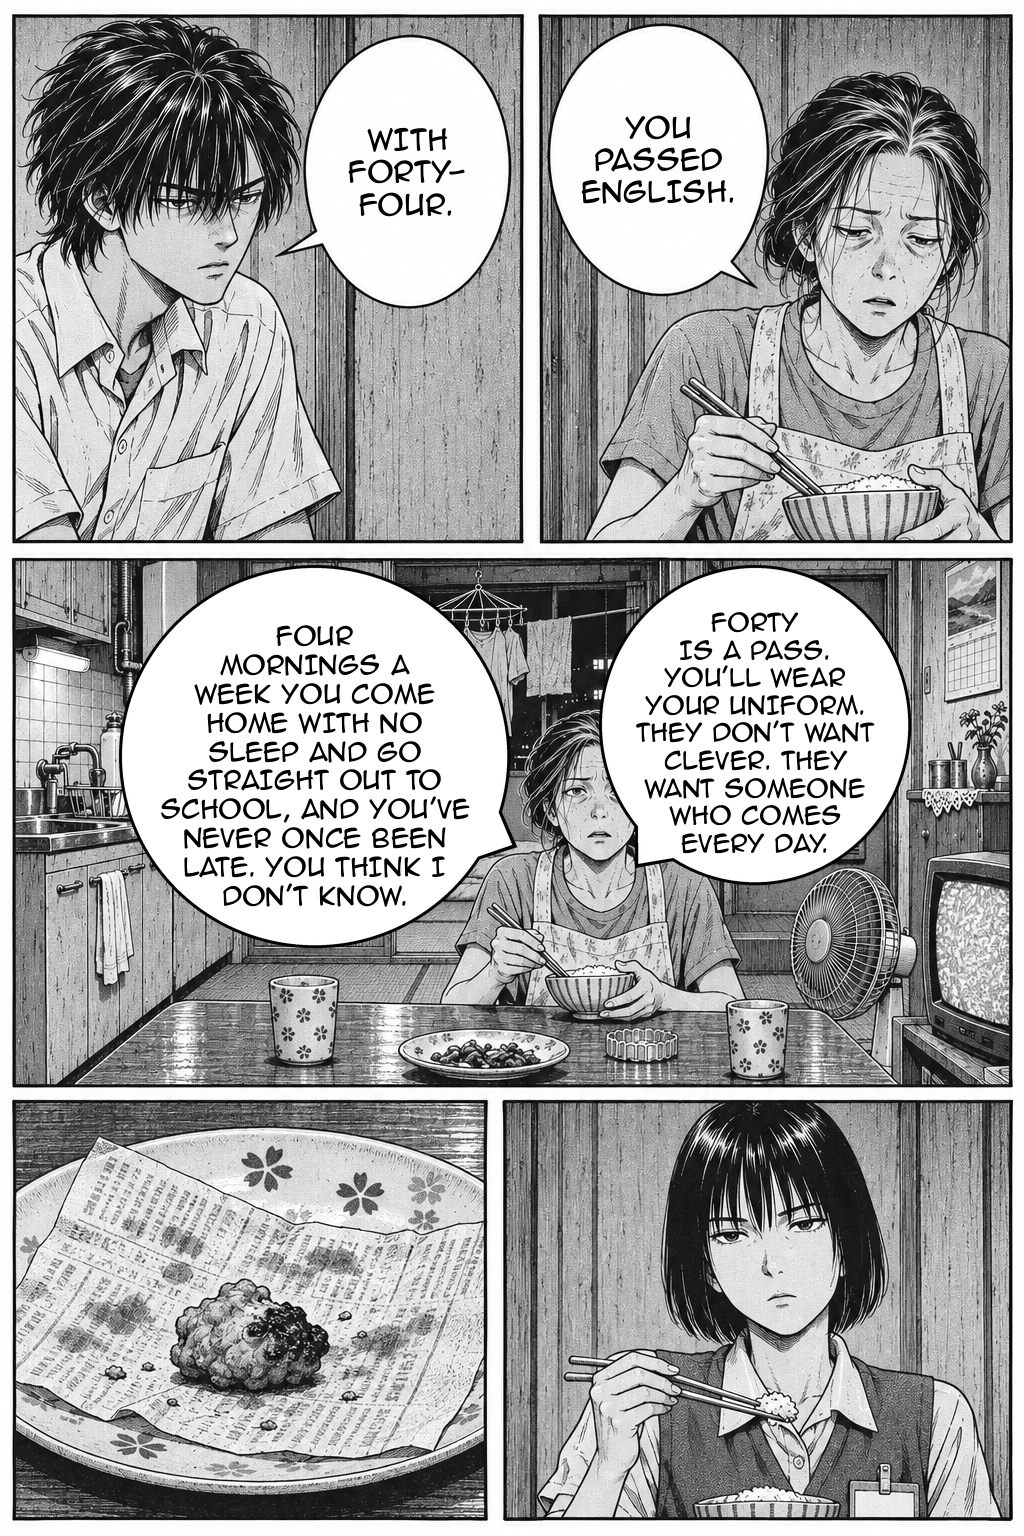 YOU
PASSED
ENGLISH.
WITH
FORTY-
FOUR.
FORTY
IS A PASS.
YOU'LL WEAR
YOUR UNIFORM.
THEY DON'T WANT
CLEVER. THEY
WANT SOMEONE
WHO COMES
EVERY DAY.
FOUR
MORNINGS A
WEEK YOU COME
HOME WITH NO
SLEEP AND GO
STRAIGHT OUT TO
SCHOOL, AND YOU'VE
NEVER ONCE BEEN
LATE. YOU THINK I
DON'T KNOW.